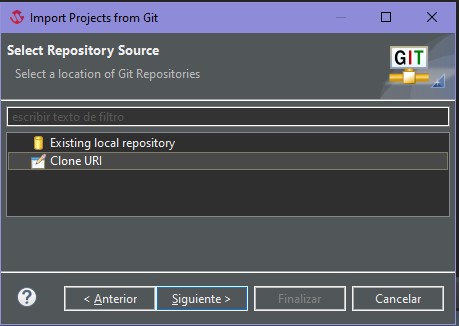 Import Projects from Git
Select Repository Source
Select a location of Git Repositories
GIT
escribir texto de filtro
Existing local repository
Clone URI
?
< Anterior
Siguiente >
Finalizar
Cancelar